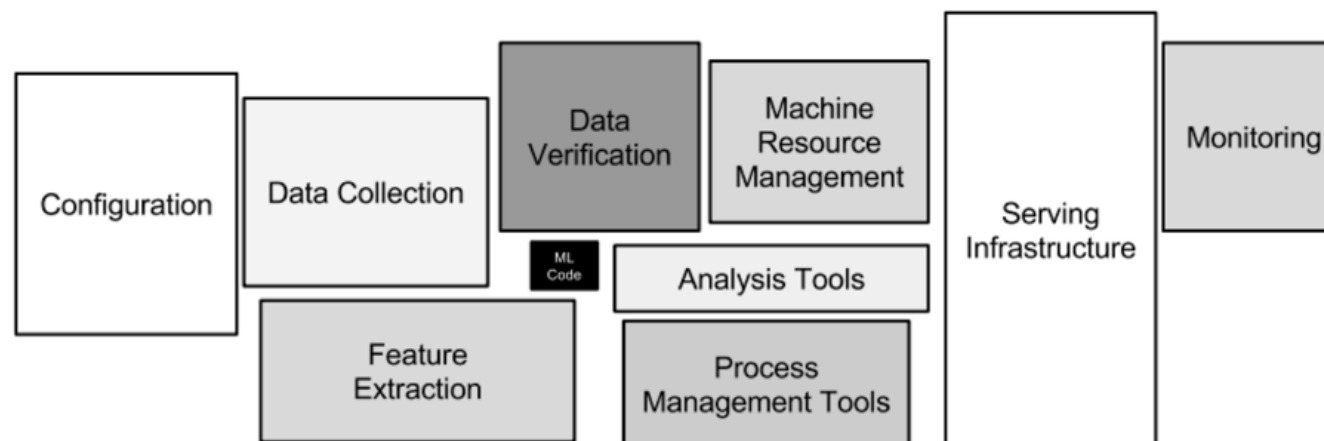 Configuration
Data Collection
Data
Verification
Machine
Resource
Management
Serving
Infrastructure
Monitoring
ML
Code
Analysis Tools
Feature
Extraction
Process
Management Tools